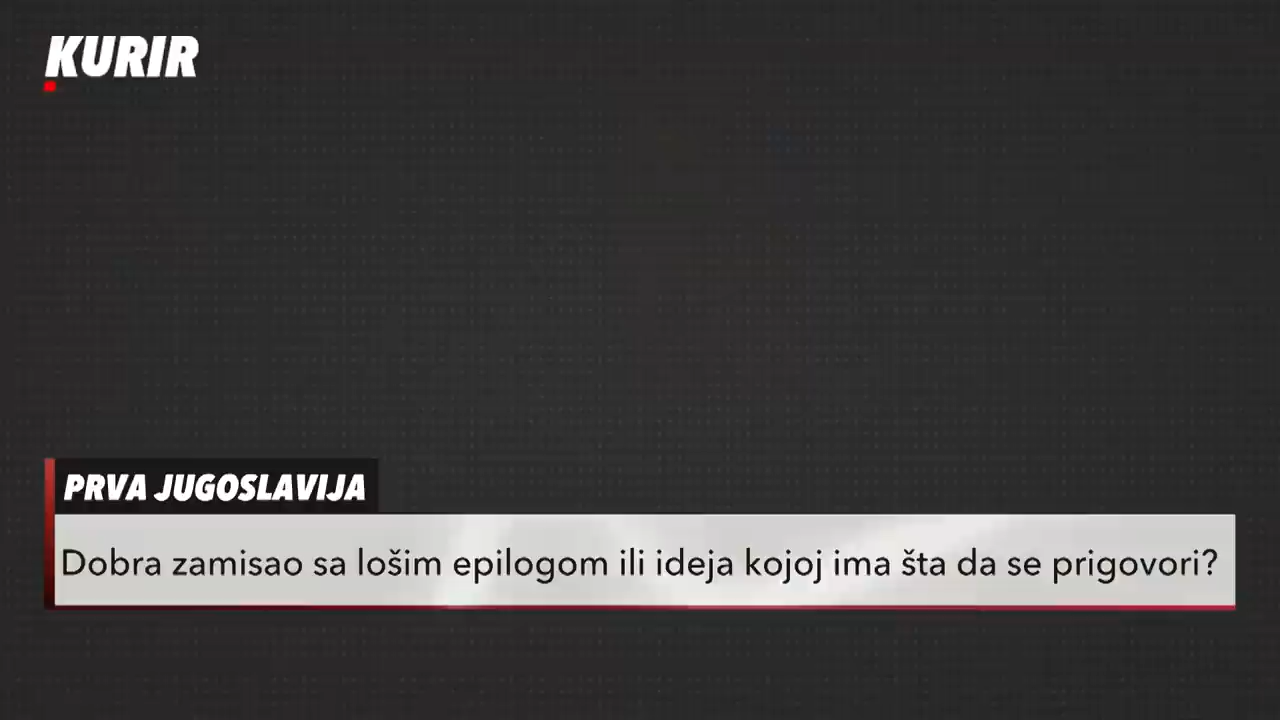 KURIR
PRVA JUGOSLAVIJA
Dobra zamisao sa lošim epilogom ili ideja kojoj ima šta da se prigovori?